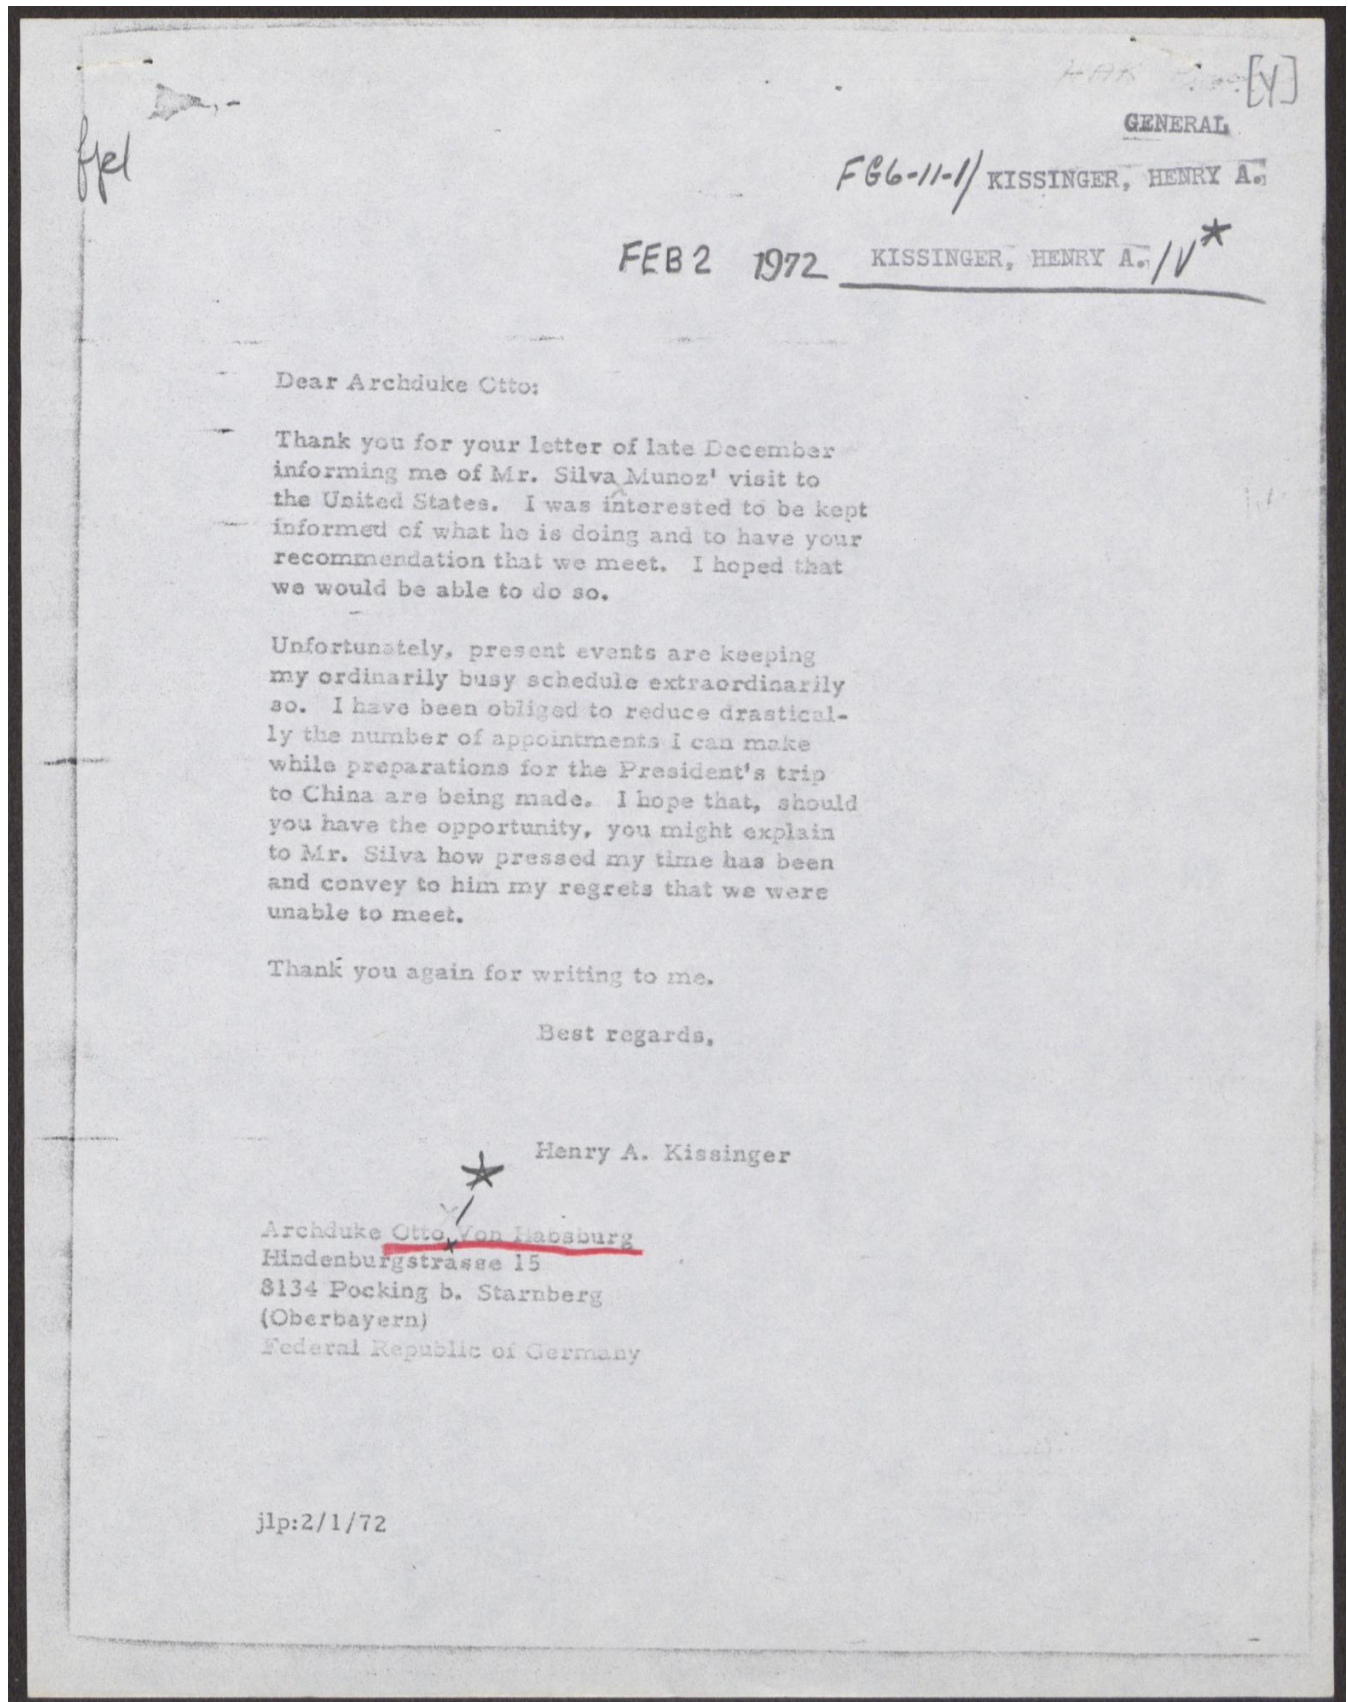 [Y]
GENERAL
fjel
FG6-11-1/ KISSINGER, HENRY A.
FEB 2 1972 KISSINGER, HENRY A./V*
Dear Archduke Otto:
Thank you for your letter of late December
informing me of Mr. Silva Munoz' visit to
the United States. I was interested to be kept
informed of what he is doing and to have your
recommendation that we meet. I hoped that
we would be able to do so.
Unfortunately, present events are keeping
my ordinarily busy schedule extraordinarily
so. I have been obliged to reduce drastical-
ly the number of appointments I can make
while preparations for the President's trip
to China are being made. I hope that, should
you have the opportunity, you might explain
to Mr. Silva how pressed my time has been
and convey to him my regrets that we were
unable to meet.
Thank you again for writing to me.
Best regards,
Henry A. Kissinger
Archduke Otto Von Habsburg
Hindenburgstrasse 15
8134 Pocking b. Starnberg
(Oberbayern)
Federal Republic of Germany
jlp:2/1/72